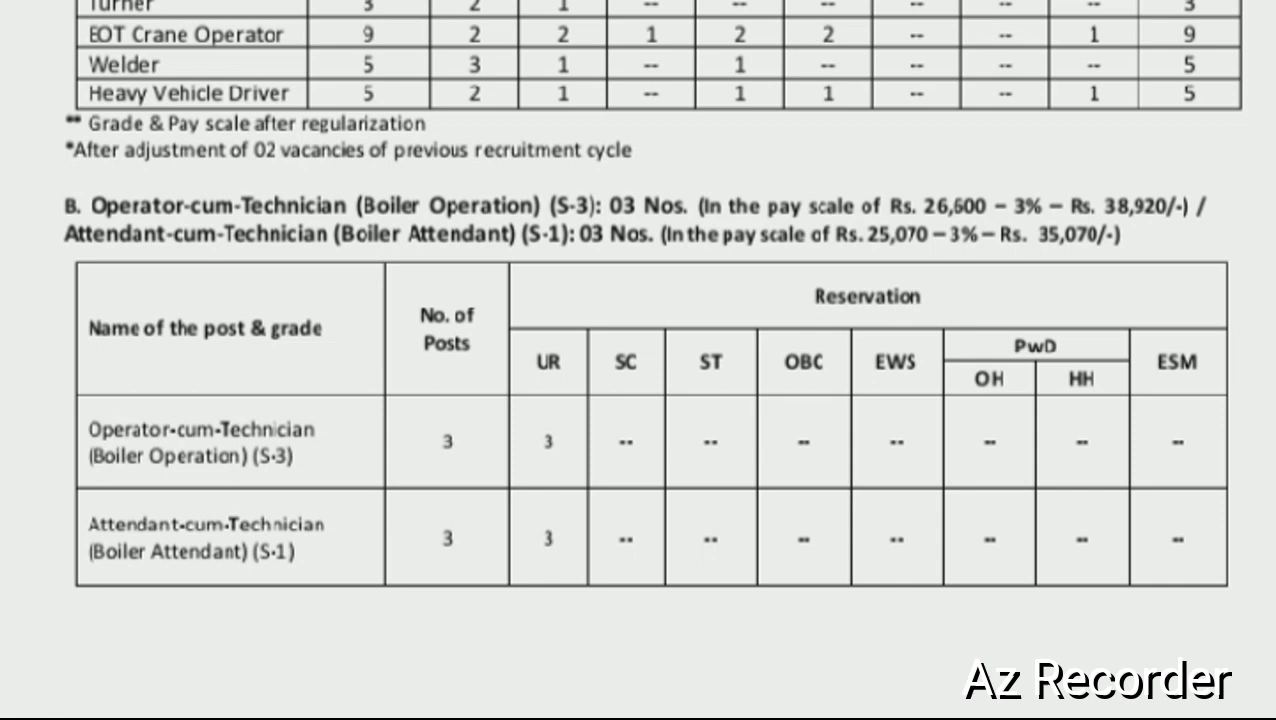 Turner 3 2 1 -- -- -- -- -- -- 3
EOT Crane Operator 9 2 2 1 2 2 -- -- 1 9
Welder 5 3 1 -- 1 -- -- -- -- 5
Heavy Vehicle Driver 5 2 1 -- 1 1 -- -- 1 5
** Grade & Pay scale after regularization
*After adjustment of 02 vacancies of previous recruitment cycle
B. Operator-cum-Technician (Boiler Operation) (S-3): 03 Nos. (In the pay scale of Rs. 26,600 – 3% – Rs. 38,920/-) /
Attendant-cum-Technician (Boiler Attendant) (S-1): 03 Nos. (In the pay scale of Rs. 25,070 – 3% – Rs. 35,070/-)
Name of the post & grade
No. of
Posts
Reservation
UR SC ST OBC EWS
PwD
OH HH
ESM
Operator-cum-Technician
(Boiler Operation) (S-3)
3 3 -- -- -- -- -- -- --
Attendant-cum-Technician
(Boiler Attendant) (S-1)
3 3 -- -- -- -- -- -- --
Az Recorder